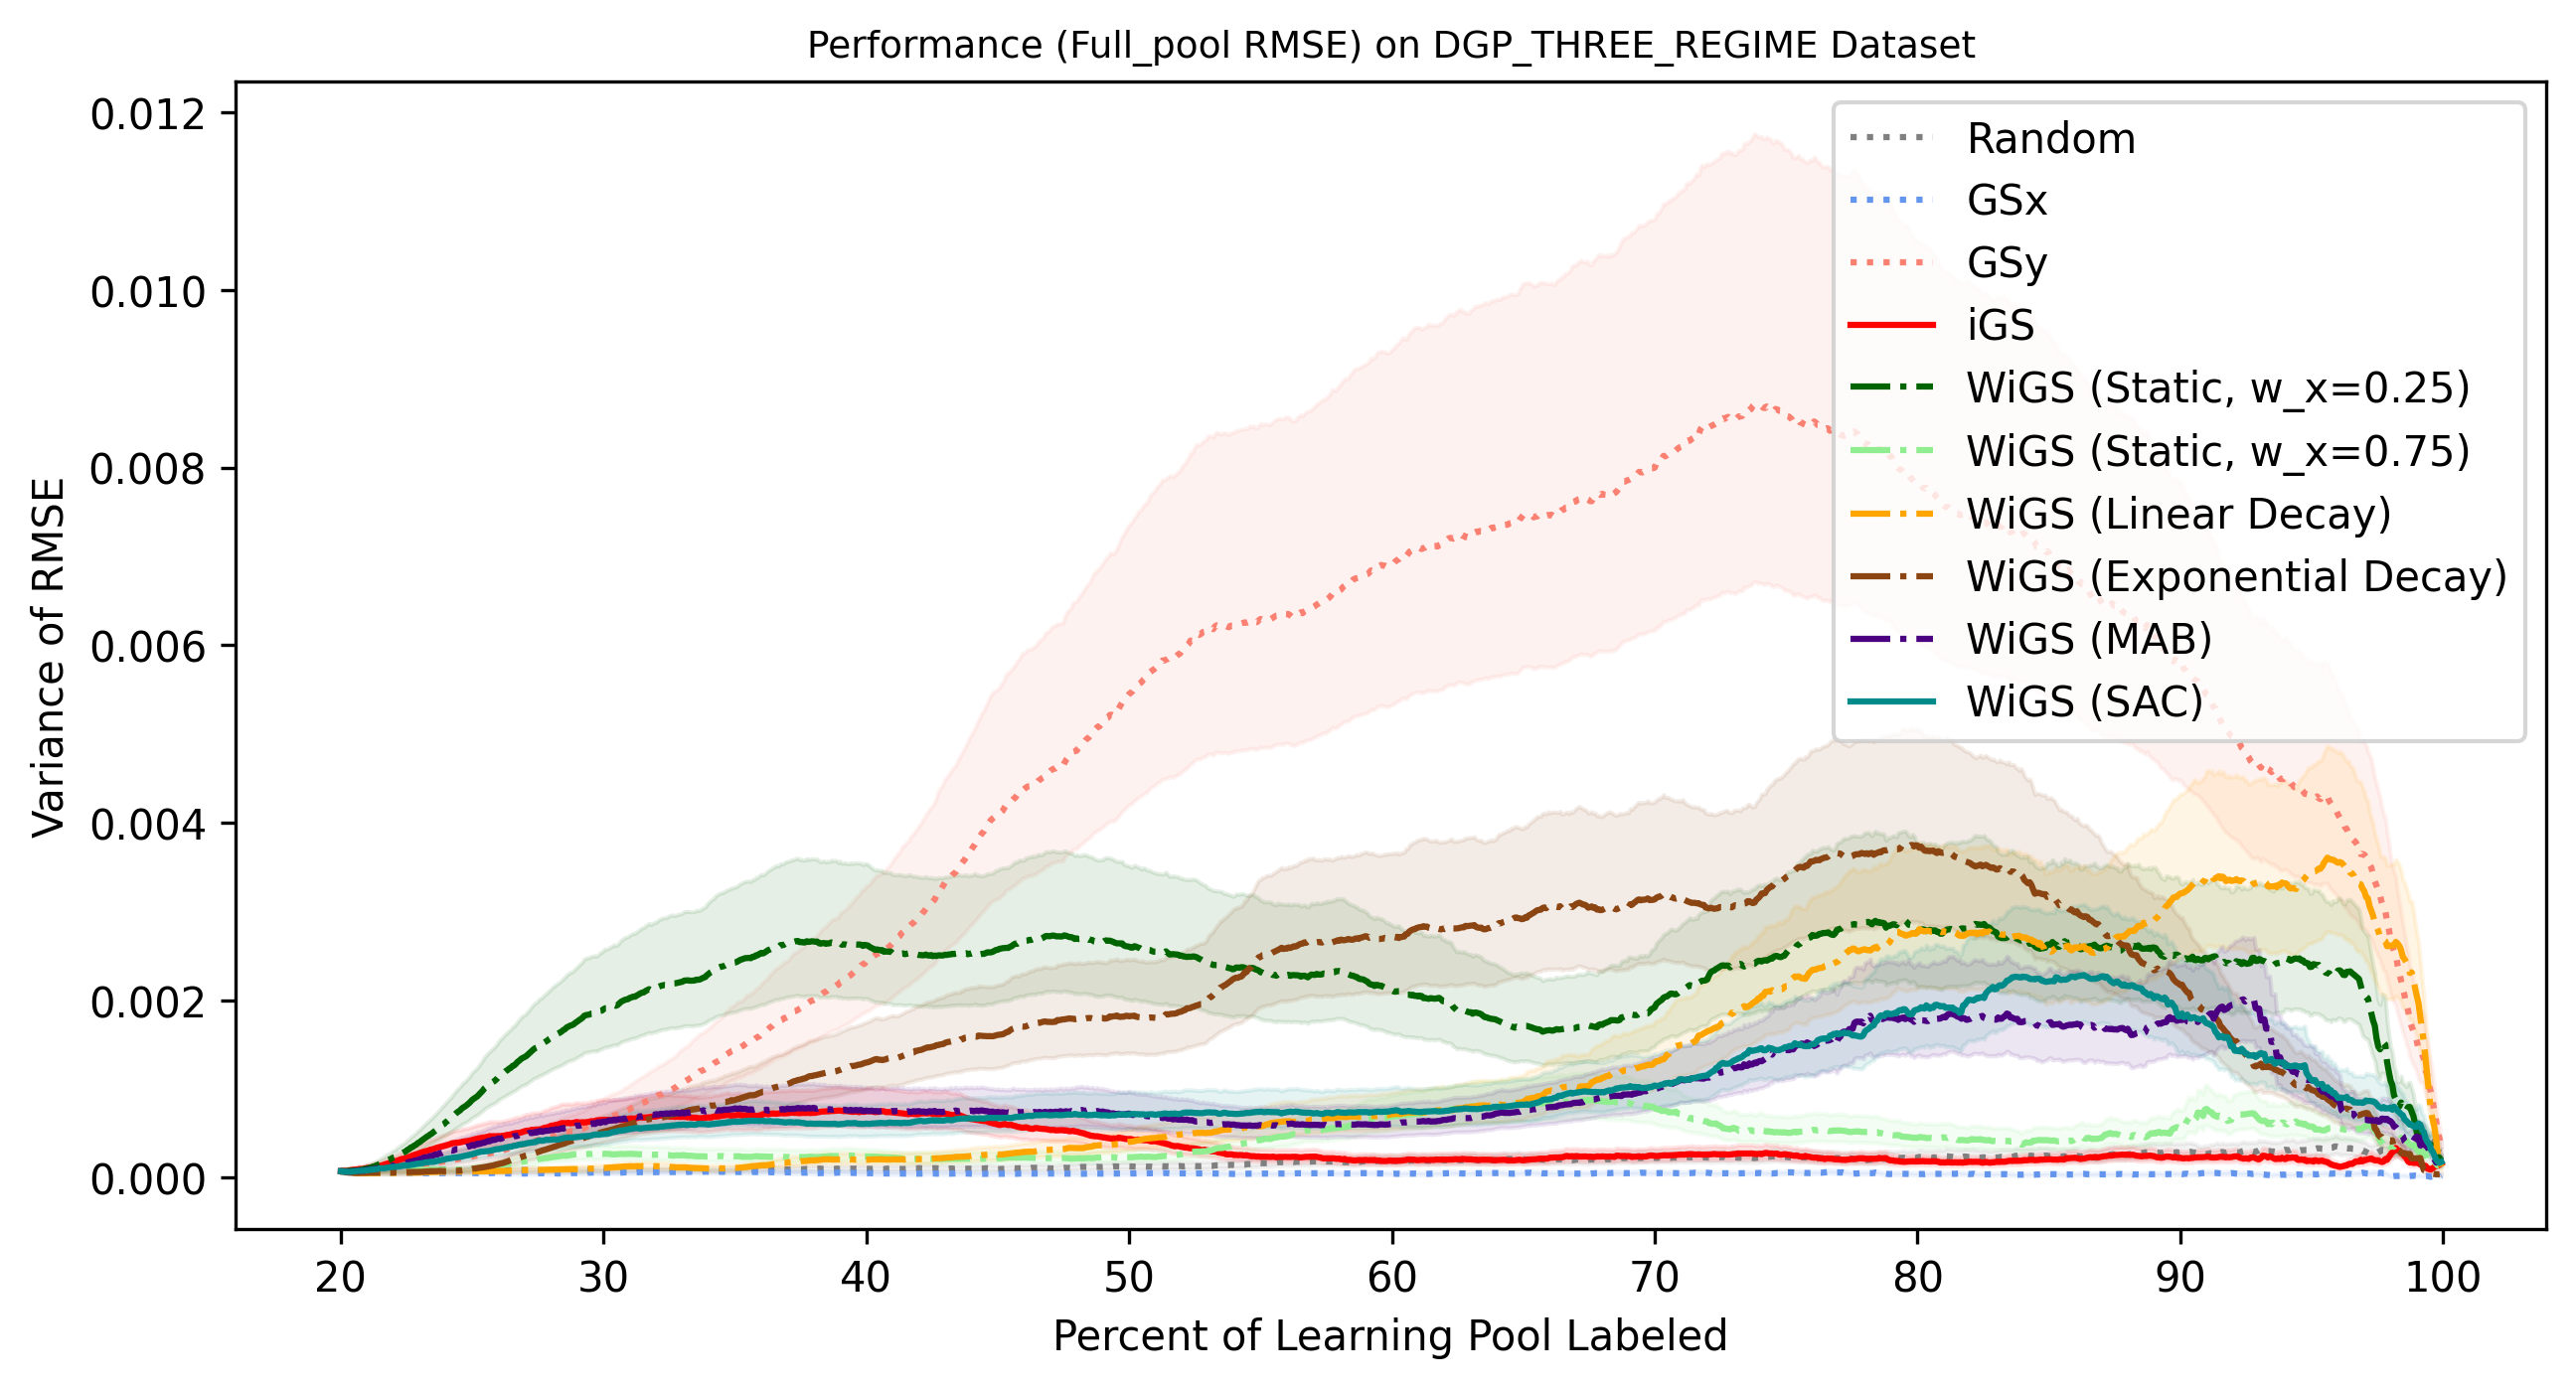 Performance (Full_pool RMSE) on DGP_THREE_REGIME Dataset
Variance of RMSE
0.012
0.010
0.008
0.006
0.004
0.002
0.000
Random
GSx
GSy
iGS
WiGS (Static, w_x=0.25)
WiGS (Static, w_x=0.75)
WiGS (Linear Decay)
WiGS (Exponential Decay)
WiGS (MAB)
WiGS (SAC)
20 30 40 50 60 70 80 90 100
Percent of Learning Pool Labeled